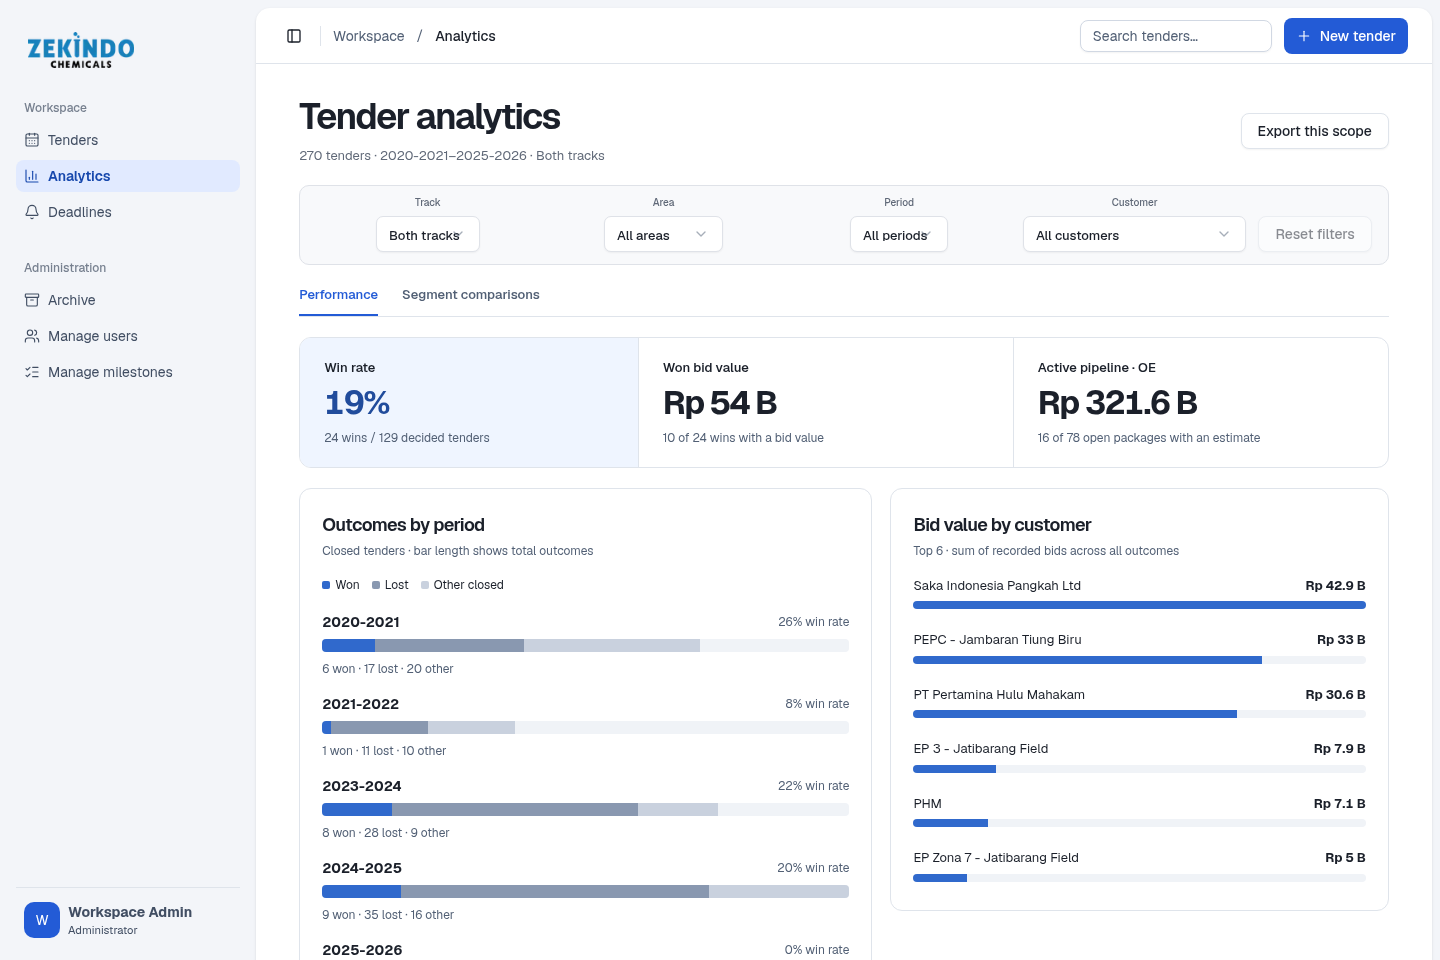 ZEKINDO
CHEMICALS
Workspace
Tenders
Analytics
Deadlines
Administration
Archive
Manage users
Manage milestones
W
Workspace Admin
Administrator
Workspace / Analytics
Search tenders...
New tender
Tender analytics
270 tenders · 2020-2021–2025-2026 · Both tracks
Export this scope
Track
Area
Period
Customer
Both tracks
All areas
All periods
All customers
Reset filters
Performance
Segment comparisons
Win rate
19%
24 wins / 129 decided tenders
Won bid value
Rp 54 B
10 of 24 wins with a bid value
Active pipeline · OE
Rp 321.6 B
16 of 78 open packages with an estimate
Outcomes by period
Closed tenders · bar length shows total outcomes
Won
Lost
Other closed
2020-2021
26% win rate
6 won · 17 lost · 20 other
2021-2022
8% win rate
1 won · 11 lost · 10 other
2023-2024
22% win rate
8 won · 28 lost · 9 other
2024-2025
20% win rate
9 won · 35 lost · 16 other
2025-2026
0% win rate
Bid value by customer
Top 6 · sum of recorded bids across all outcomes
Saka Indonesia Pangkah Ltd
Rp 42.9 B
PEPC - Jambaran Tiung Biru
Rp 33 B
PT Pertamina Hulu Mahakam
Rp 30.6 B
EP 3 - Jatibarang Field
Rp 7.9 B
PHM
Rp 7.1 B
EP Zona 7 - Jatibarang Field
Rp 5 B